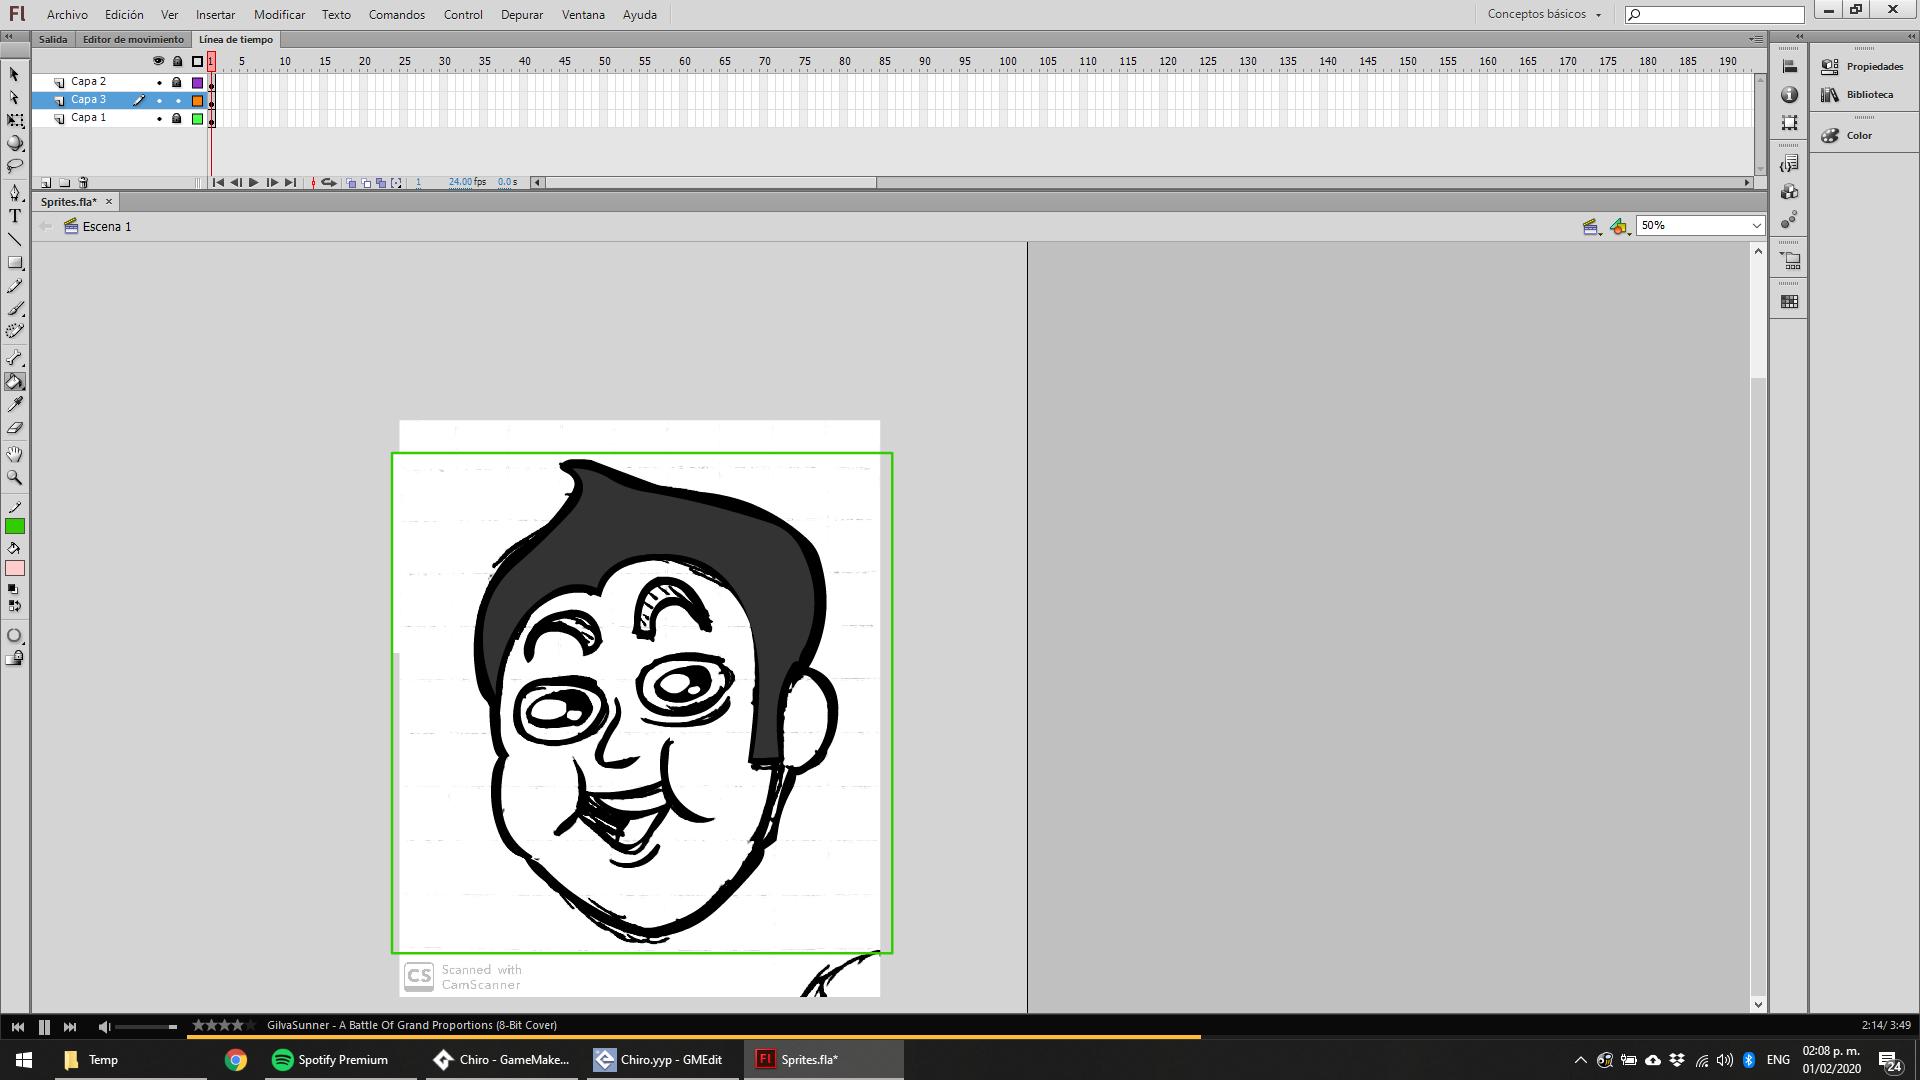 Fl Archivo Edición Ver Insertar Modificar Texto Comandos Control Depurar Ventana Ayuda Conceptos básicos
Salida Editor de movimiento Línea de tiempo
1 5 10 15 20 25 30 35 40 45 50 55 60 65 70 75 80 85 90 95 100 105 110 115 120 125 130 135 140 145 150 155 160 165 170 175 180 185 190
Capa 2
Capa 3
Capa 1
1 24.00 fps 0.0 s
Propiedades
Biblioteca
Color
Sprites.fla*
Escena 1
50%
T
CS Scanned with
CamScanner
GilvaSunner - A Battle Of Grand Proportions (8-Bit Cover) 2:14/ 3:49
Temp Spotify Premium Chiro - GameMake... Chiro.yyp - GMEdit Fl Sprites.fla* ENG 02:08 p. m.
01/02/2020 24